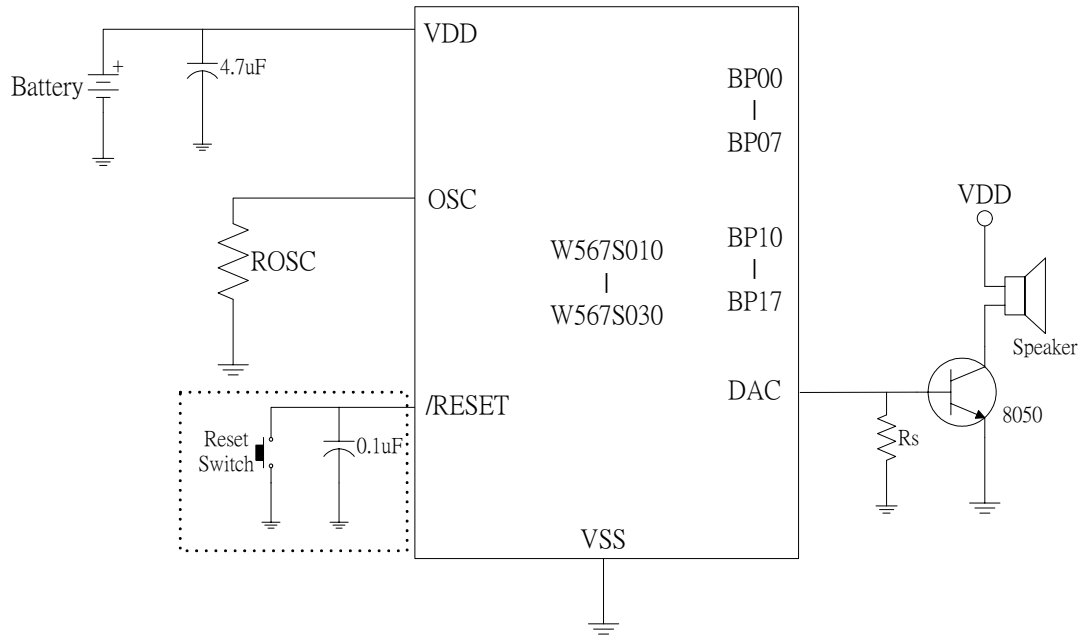 VDD
+
Battery
4.7uF
BP00
|
BP07
OSC
ROSC
W567S010
|
W567S030
BP10
|
BP17
VDD
Speaker
/RESET
Reset
Switch
0.1uF
DAC
Rs
8050
VSS